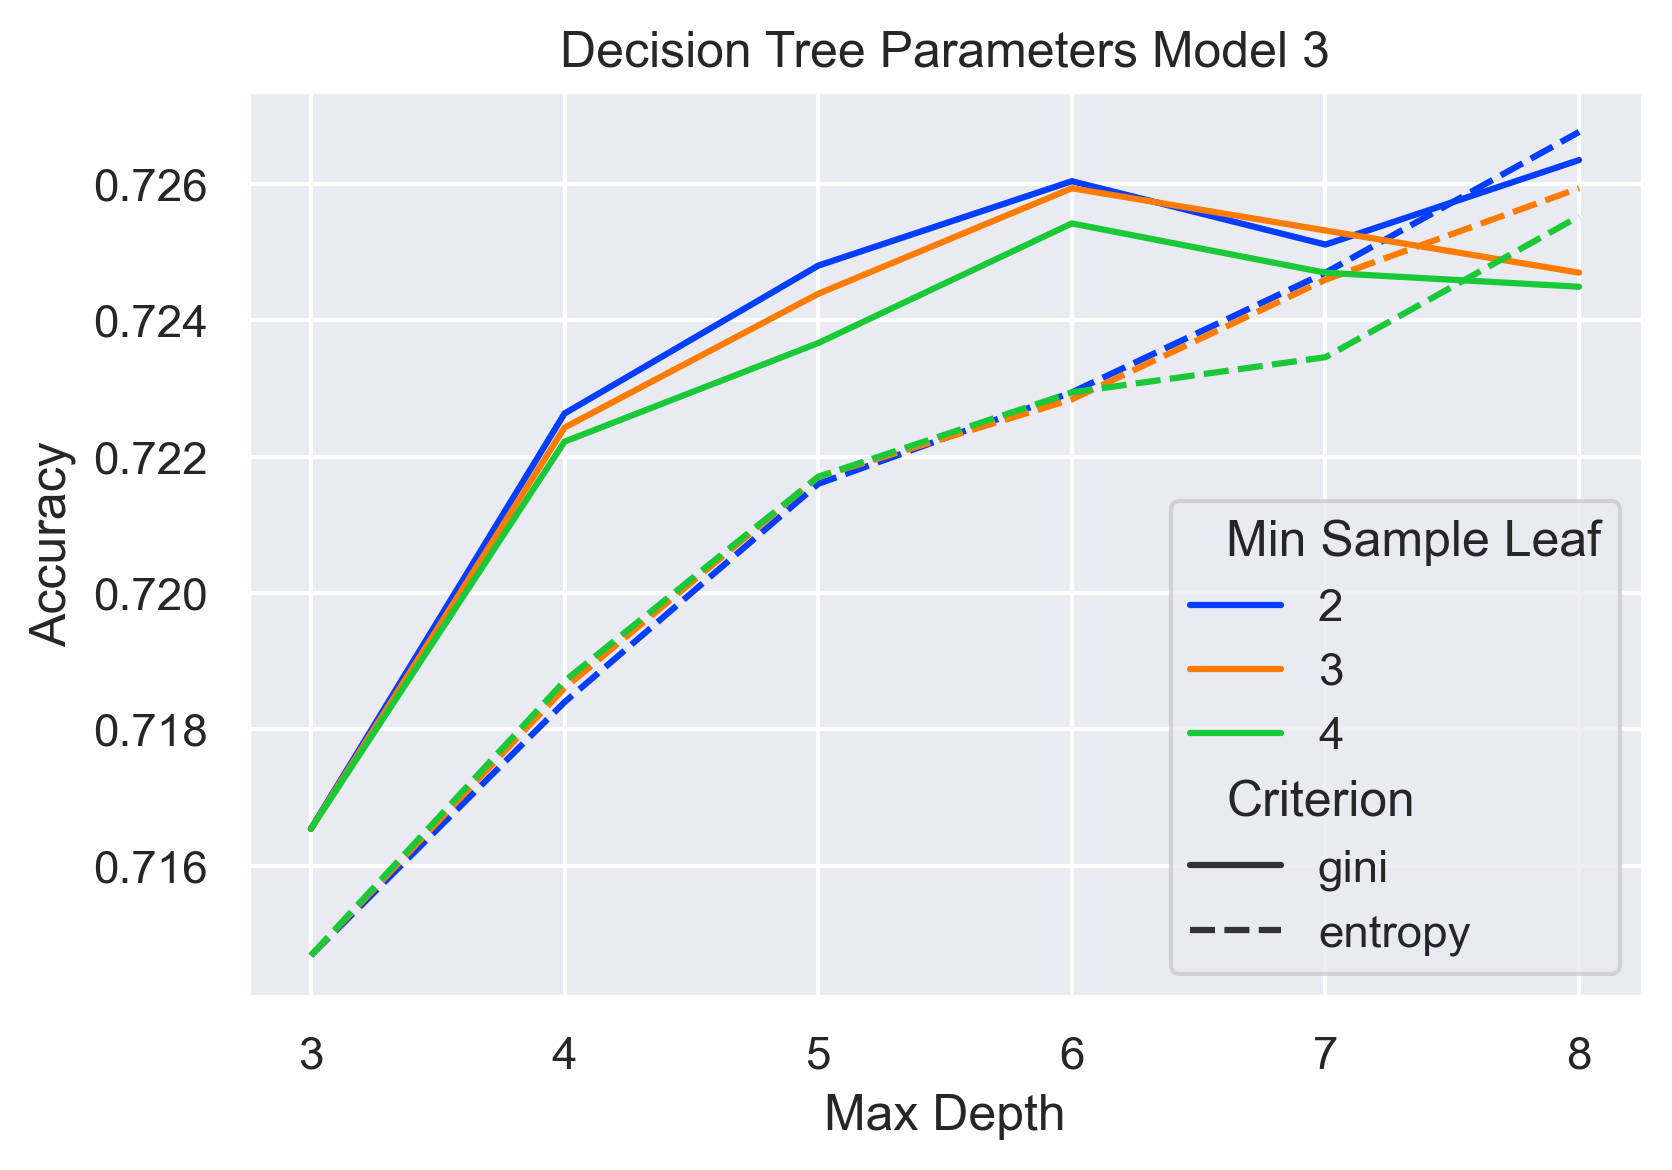 Decision Tree Parameters Model 3
Accuracy
0.726
0.724
0.722
0.720
0.718
0.716
Min Sample Leaf
2
3
4
Criterion
gini
entropy
3 4 5 6 7 8
Max Depth